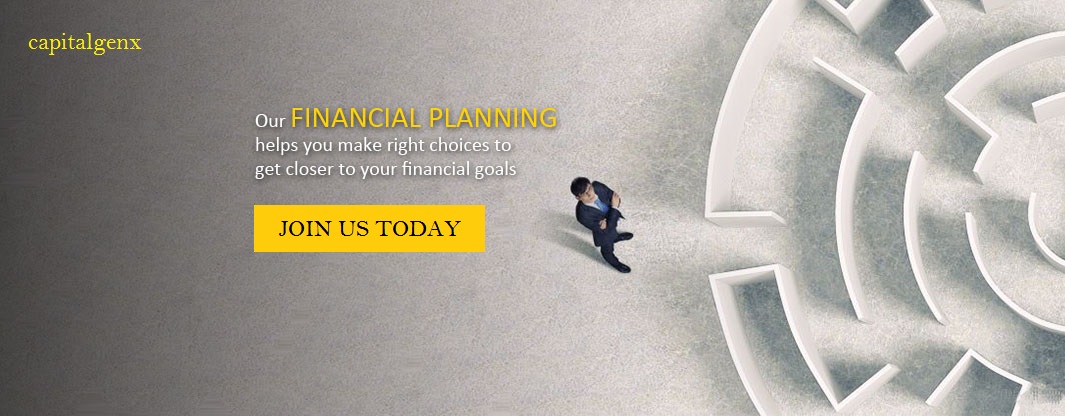 capitalgenx
Our FINANCIAL PLANNING
helps you make right choices to
get closer to your financial goals
JOIN US TODAY